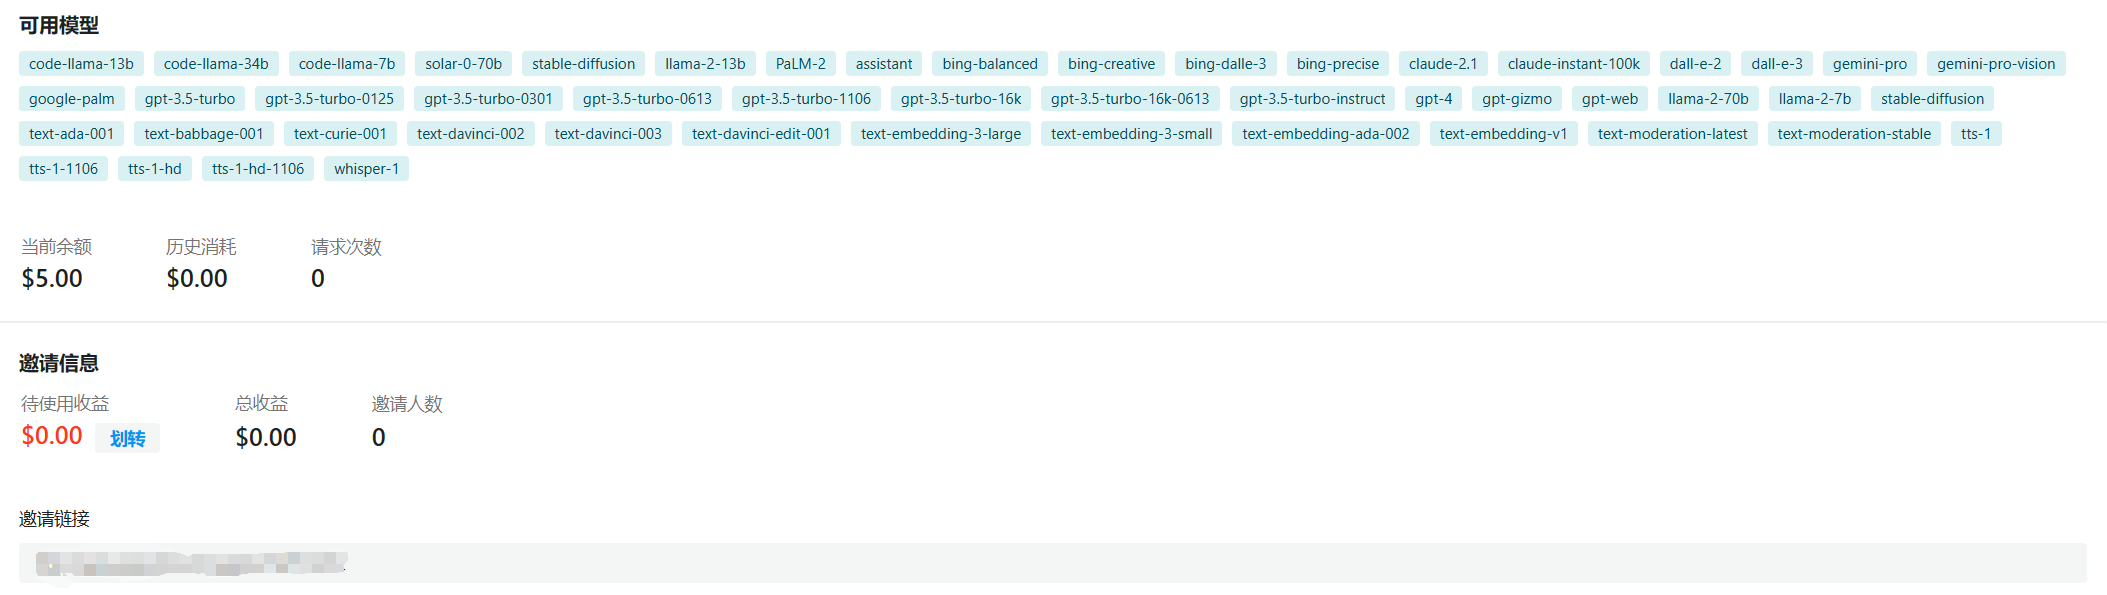 可用模型
code-llama-13b code-llama-34b code-llama-7b solar-0-70b stable-diffusion llama-2-13b PaLM-2 assistant bing-balanced bing-creative bing-dalle-3 bing-precise claude-2.1 claude-instant-100k dall-e-2 dall-e-3 gemini-pro gemini-pro-vision
google-palm gpt-3.5-turbo gpt-3.5-turbo-0125 gpt-3.5-turbo-0301 gpt-3.5-turbo-0613 gpt-3.5-turbo-1106 gpt-3.5-turbo-16k gpt-3.5-turbo-16k-0613 gpt-3.5-turbo-instruct gpt-4 gpt-gizmo gpt-web llama-2-70b llama-2-7b stable-diffusion
text-ada-001 text-babbage-001 text-curie-001 text-davinci-002 text-davinci-003 text-davinci-edit-001 text-embedding-3-large text-embedding-3-small text-embedding-ada-002 text-embedding-v1 text-moderation-latest text-moderation-stable tts-1
tts-1-1106 tts-1-hd tts-1-hd-1106 whisper-1
当前余额 历史消耗 请求次数
$5.00 $0.00 0
邀请信息
待使用收益 总收益 邀请人数
$0.00 划转 $0.00 0
邀请链接